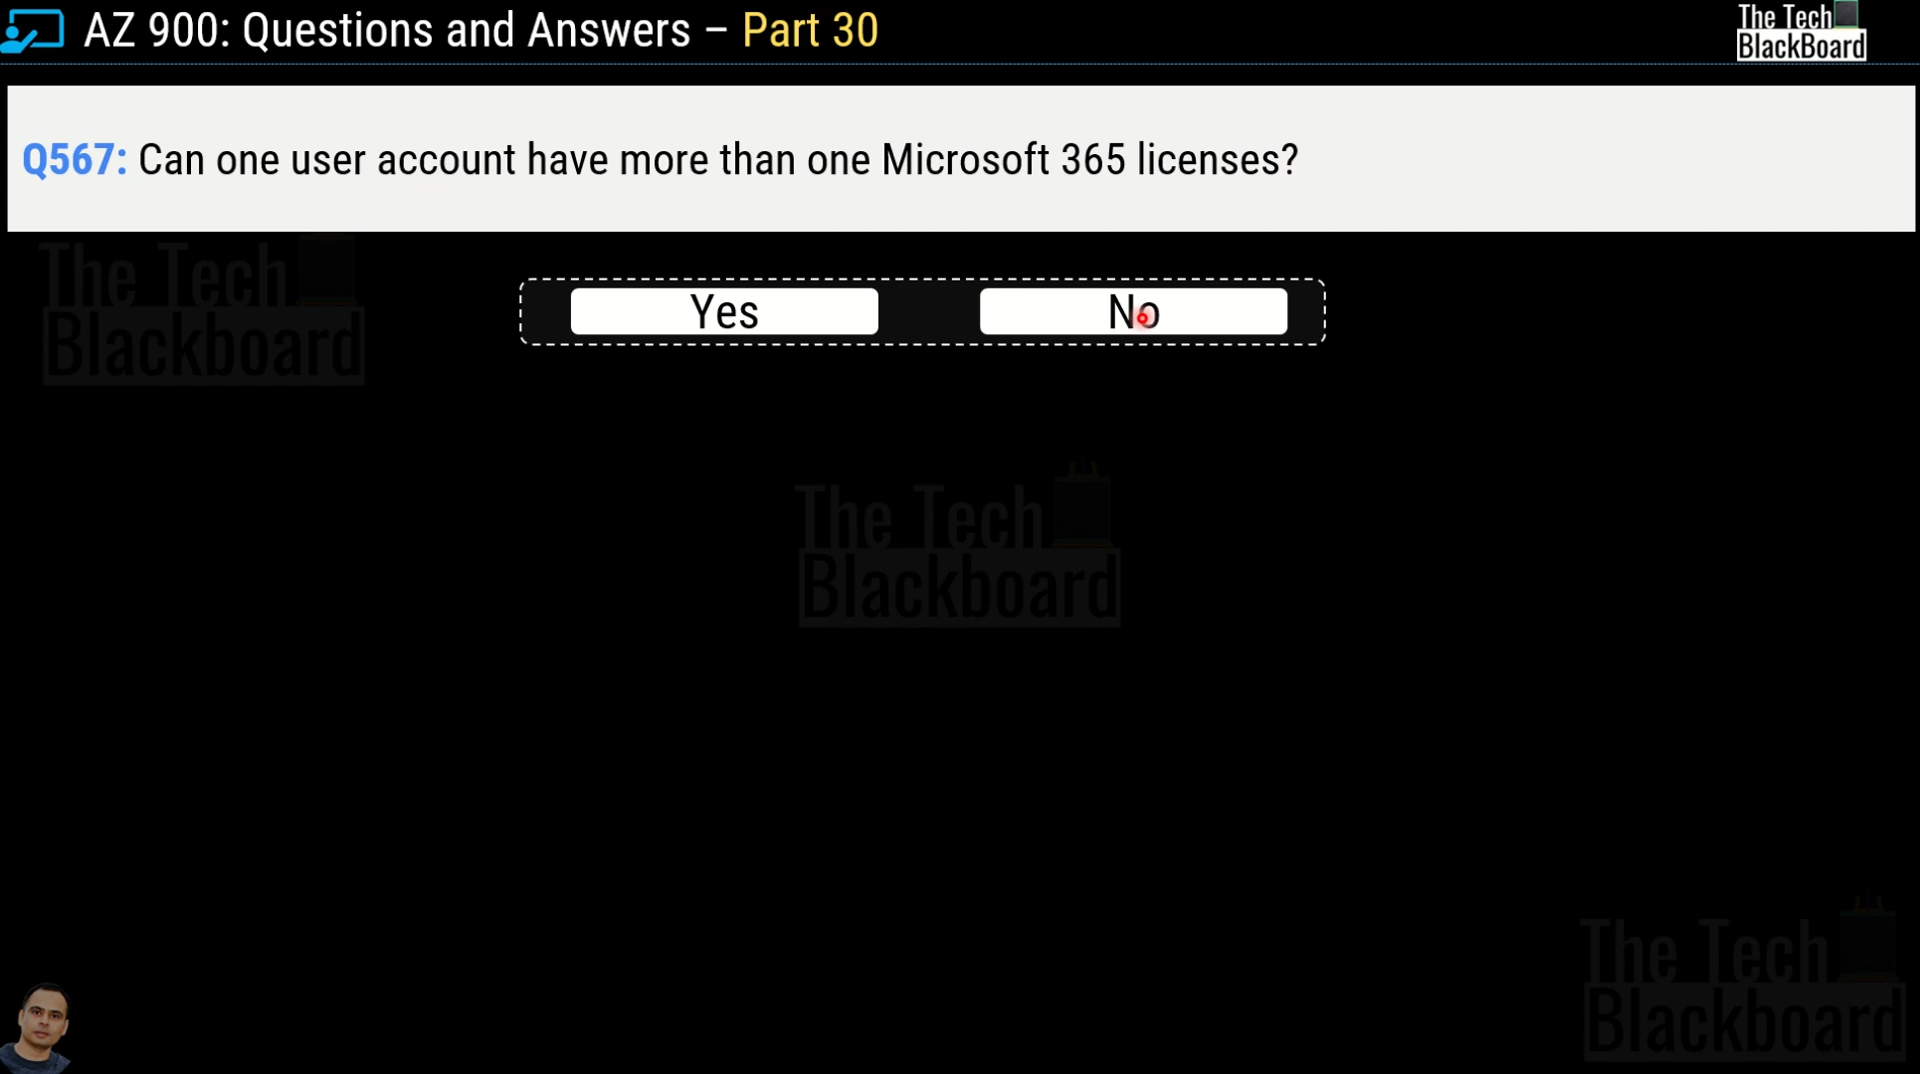 AZ 900: Questions and Answers – Part 30
The Tech
BlackBoard
Q567: Can one user account have more than one Microsoft 365 licenses?
The Tech
Blackboard
Yes
No
The Tech
Blackboard
The Tech
Blackboard